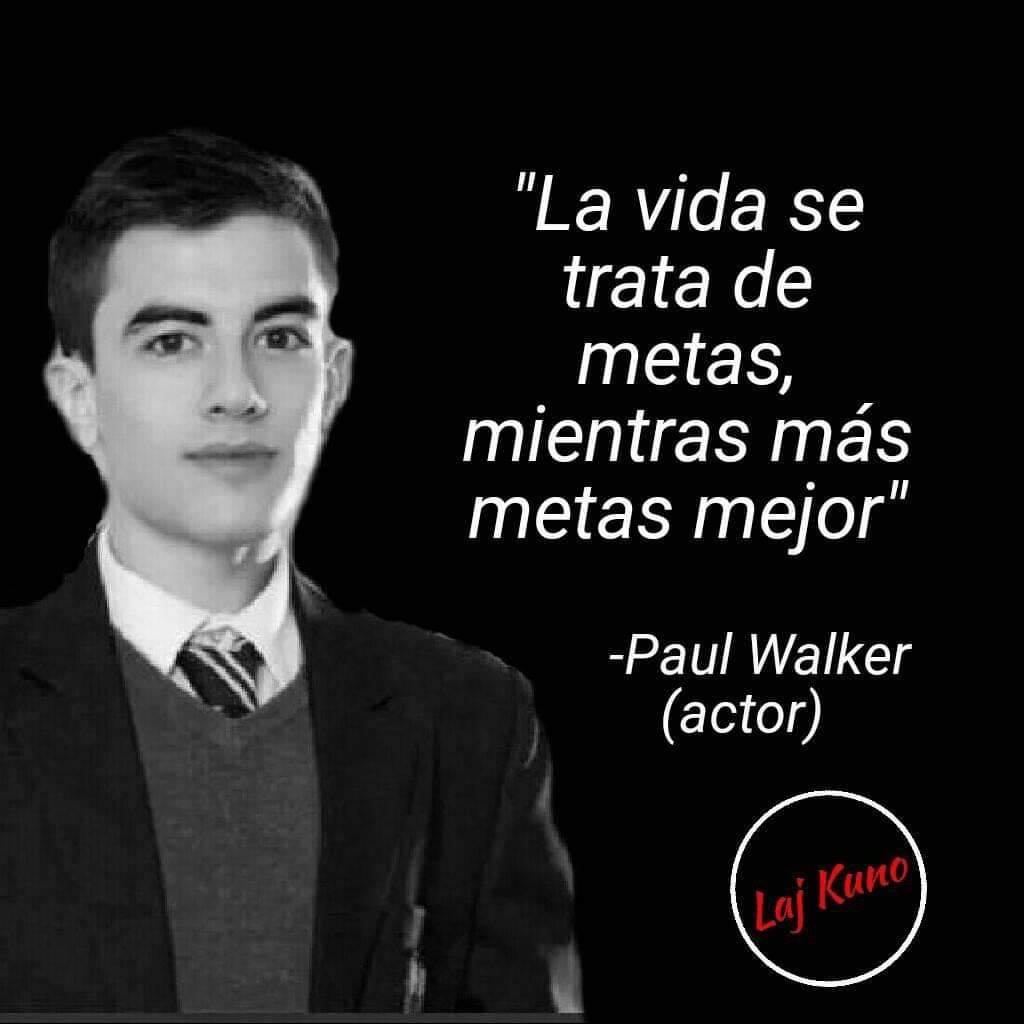 "La vida se
trata de
metas,
mientras más
metas mejor"
-Paul Walker
(actor)
Laj Kuno